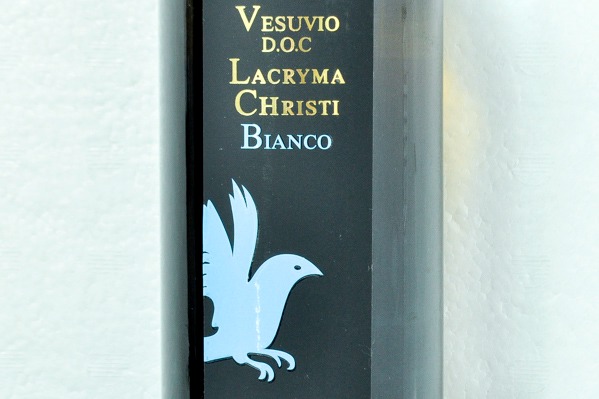 VESUVIO
D.O.C
LACRYMA
CHRISTI
BIANCO